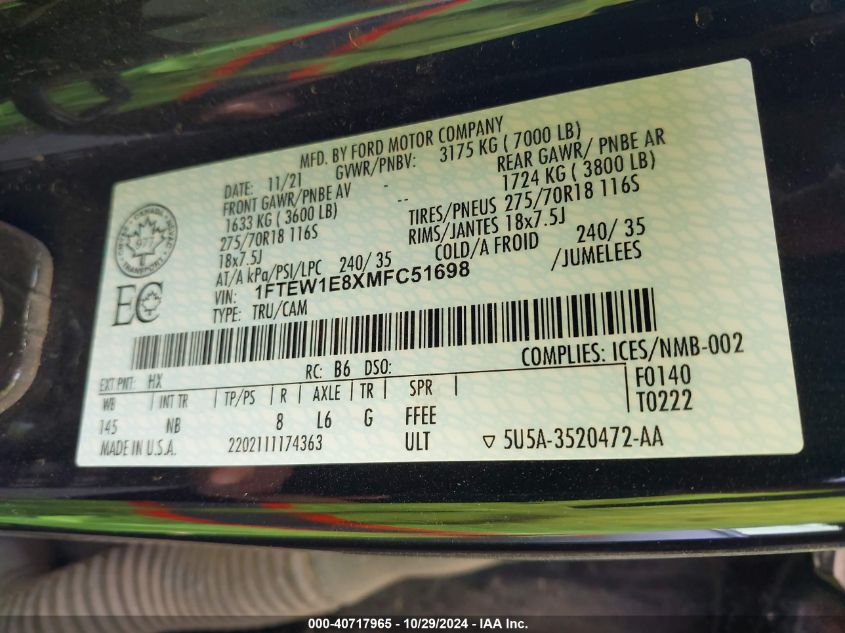 MFD. BY FORD MOTOR COMPANY
DATE: 11/21 GVWR/PNBV: 3175 KG ( 7000 LB)
FRONT GAWR/PNBE AV - REAR GAWR/ PNBE AR
1633 KG ( 3600 LB) -- 1724 KG ( 3800 LB)
275/70R18 116S TIRES/PNEUS 275/70R18 116S
18x7.5J RIMS/JANTES 18x7.5J
AT/A kPa/PSI/LPC 240/ 35 COLD/A FROID 240/ 35
VIN: 1FTEW1E8XMFC51698 /JUMELEES
TYPE: TRU/CAM
EC
977
TRANSPORT
RC: B6 DSO: COMPLIES: ICES/NMB-002
EXT PNT: HX F0140
WB INT TR TP/PS R AXLE TR SPR T0222
145 NB 8 L6 G FFEE
MADE IN U.S.A. 2202111174363 ULT 5U5A-3520472-AA
000-40717965 - 10/29/2024 - IAA Inc.